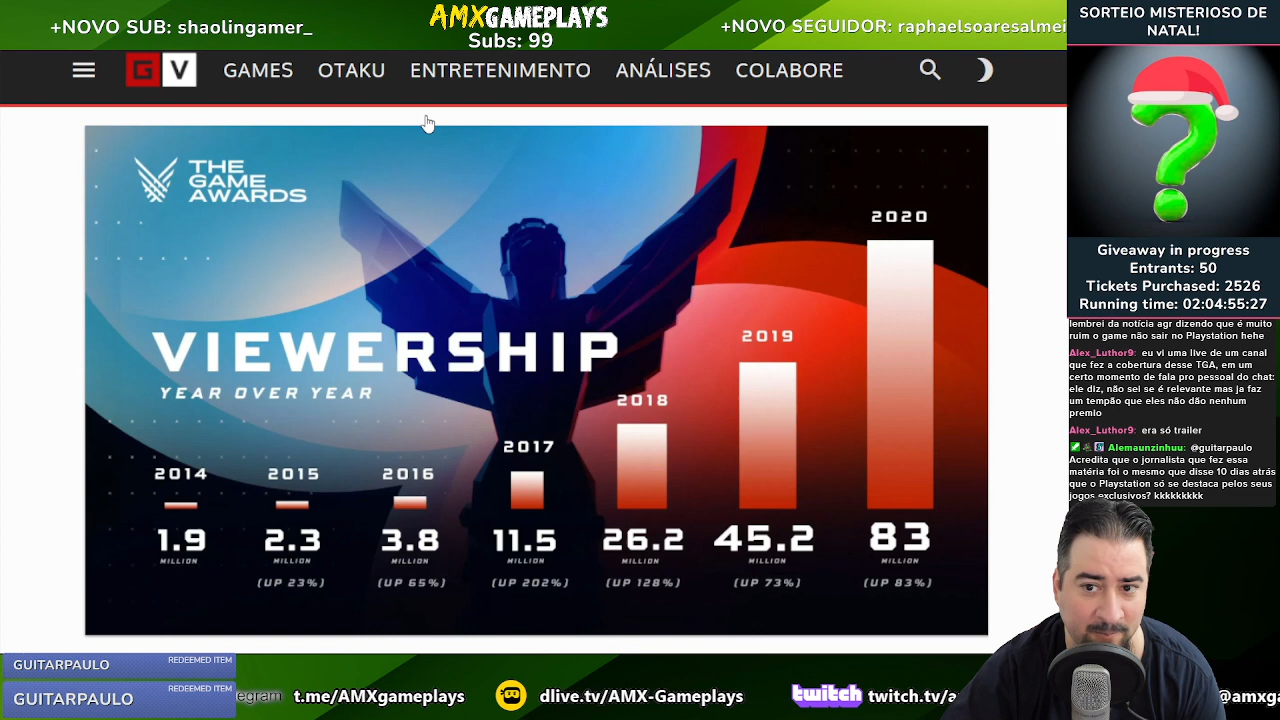 +NOVO SUB: shaolingamer_
AMXGAMEPLAYS
Subs: 99
+NOVO SEGUIDOR: raphaelsoaresalmei
SORTEIO MISTERIOSO DE
NATAL!
G V GAMES OTAKU ENTRETENIMENTO ANÁLISES COLABORE
THE
GAME
AWARDS
VIEWERSHIP
YEAR OVER YEAR
2014
1.9
MILLION
2015
2.3
MILLION
(UP 23%)
2016
3.8
MILLION
(UP 65%)
2017
11.5
MILLION
(UP 202%)
2018
26.2
MILLION
(UP 128%)
2019
45.2
MILLION
(UP 73%)
2020
83
MILLION
(UP 83%)
Giveaway in progress
Entrants: 50
Tickets Purchased: 2526
Running time: 02:04:55:27
lembrei da notícia agr dizendo que é muito
ruim o game não sair no Playstation hehe
Alex_Luthor9: eu vi uma live de um canal
que fez a cobertura desse TGA, em um
certo momento de fala pro pessoal do chat:
ele diz, não sei se é relevante mas ja faz
um tempão que eles não dão nenhum
premio
Alex_Luthor9: era só trailer
Alemaunzinhuu: @guitarpaulo
Acredita que o jornalista que fez essa
matéria foi o mesmo que disse 10 dias atrás
que o Playstation só se destaca pelos seus
jogos exclusivos? kkkkkkkkk
GUITARPAULO REDEEMED ITEM
GUITARPAULO REDEEMED ITEM
egram t.me/AMXgameplays dlive.tv/AMX-Gameplays twitch twitch.tv/a @amxg